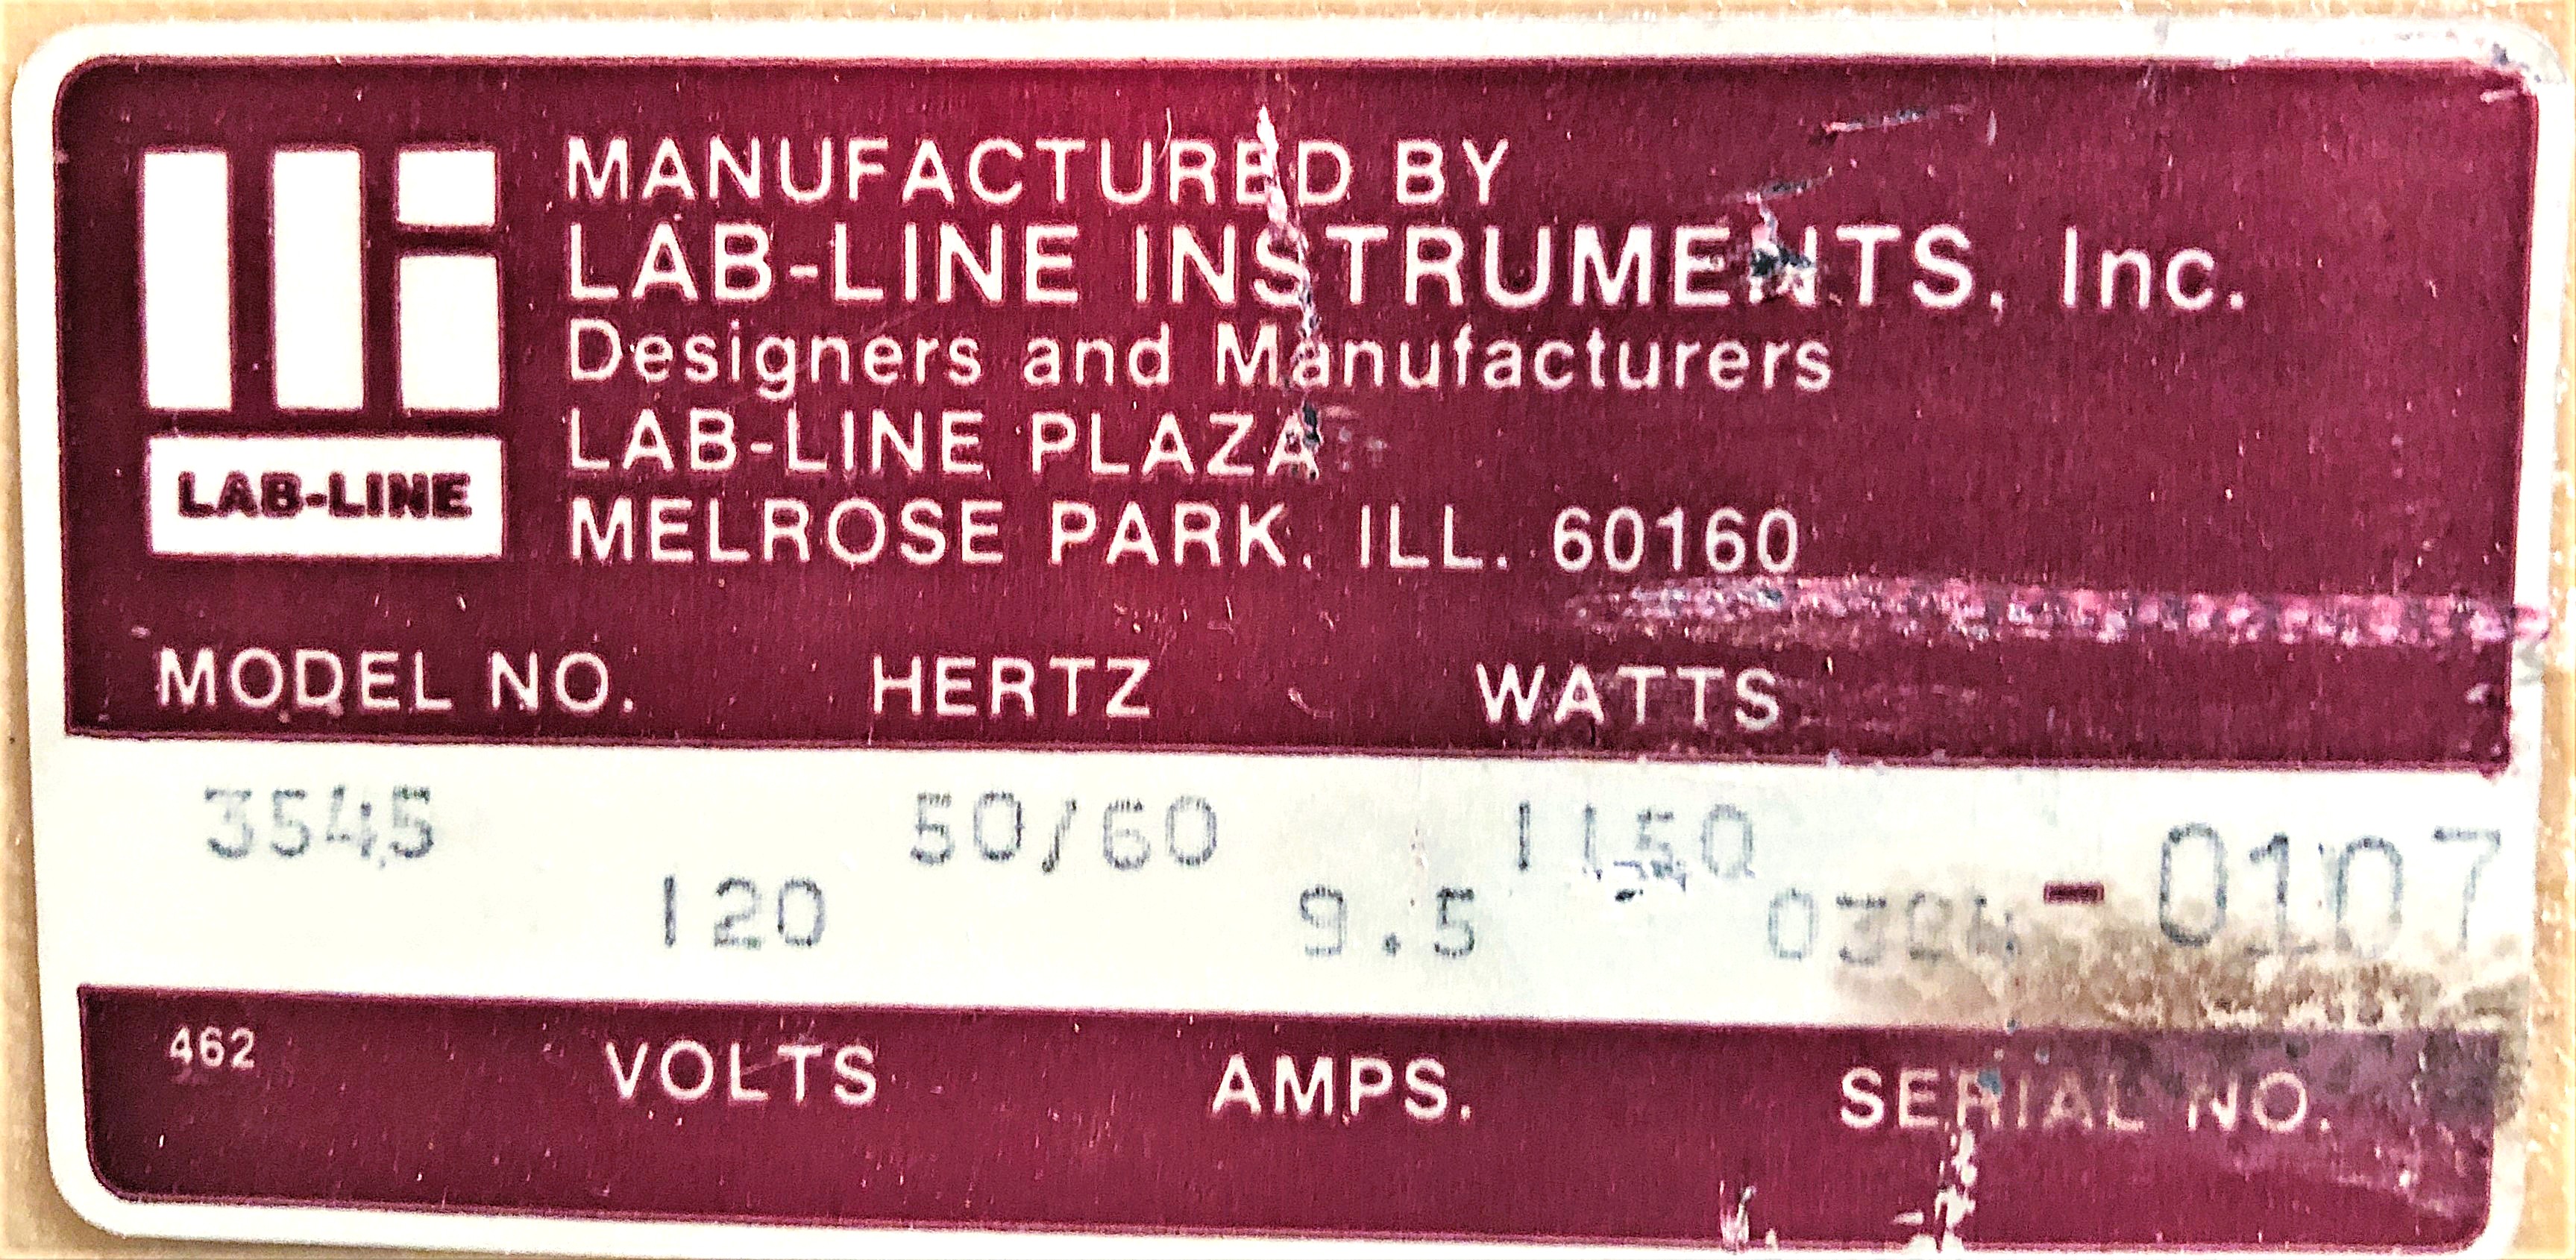 MANUFACTURED BY
LAB-LINE INSTRUMENTS, Inc.
Designers and Manufacturers
LAB-LINE PLAZA
MELROSE PARK, ILL. 60160
LAB-LINE
MODEL NO. HERTZ WATTS
3545 50/60 1150
120 9.5 - 0107
462 VOLTS AMPS. SERIAL NO.